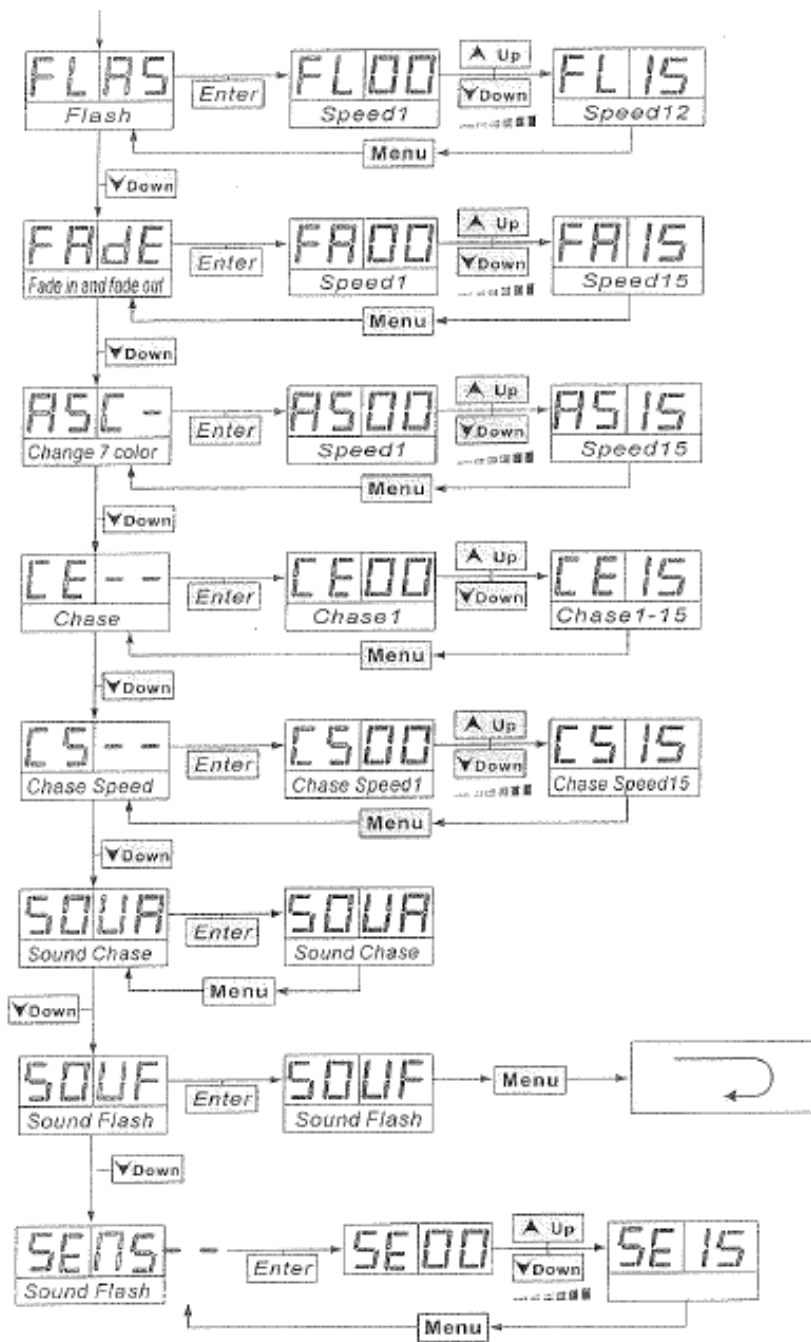 FLAS Enter FL00 Up FL15
Flash Speed1 Down Speed12
Menu
Down
FAdE Enter FA00 Up FA15
Fade in and fade out Speed1 Down Speed15
Menu
Down
ASC- Enter AS00 Up AS15
Change 7 color Speed1 Down Speed15
Menu
Down
CE-- Enter CE00 Up CE15
Chase Chase1 Down Chase1-15
Menu
Down
CS-- Enter CS00 Up CS15
Chase Speed Chase Speed1 Down Chase Speed15
Menu
Down
SOUA Enter SOUA
Sound Chase Sound Chase
Menu
Down
SOUF Enter SOUF Menu
Sound Flash Sound Flash
Down
SENS-- Enter SE00 Up SE15
Sound Flash Down
Menu